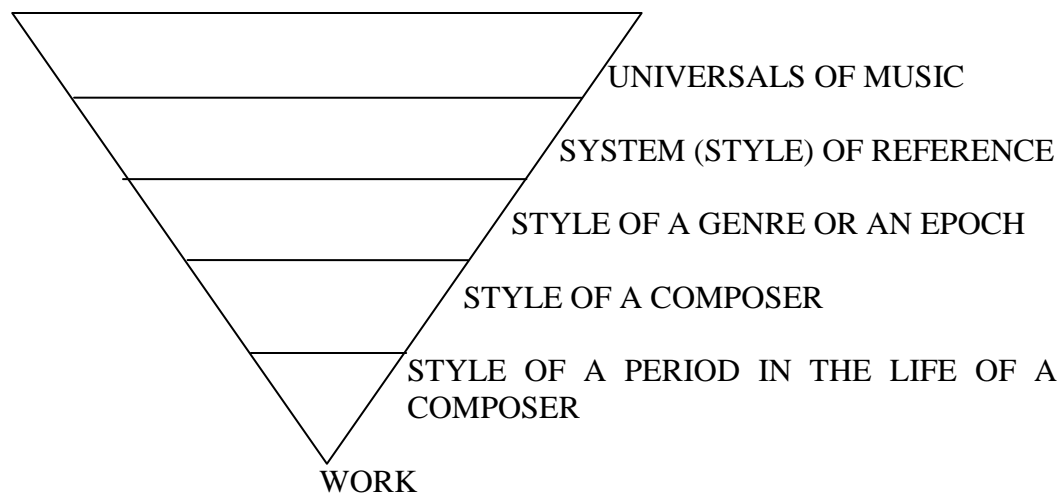 UNIVERSALS OF MUSIC
SYSTEM (STYLE) OF REFERENCE
STYLE OF A GENRE OR AN EPOCH
STYLE OF A COMPOSER
STYLE OF A PERIOD IN THE LIFE OF A
COMPOSER
WORK